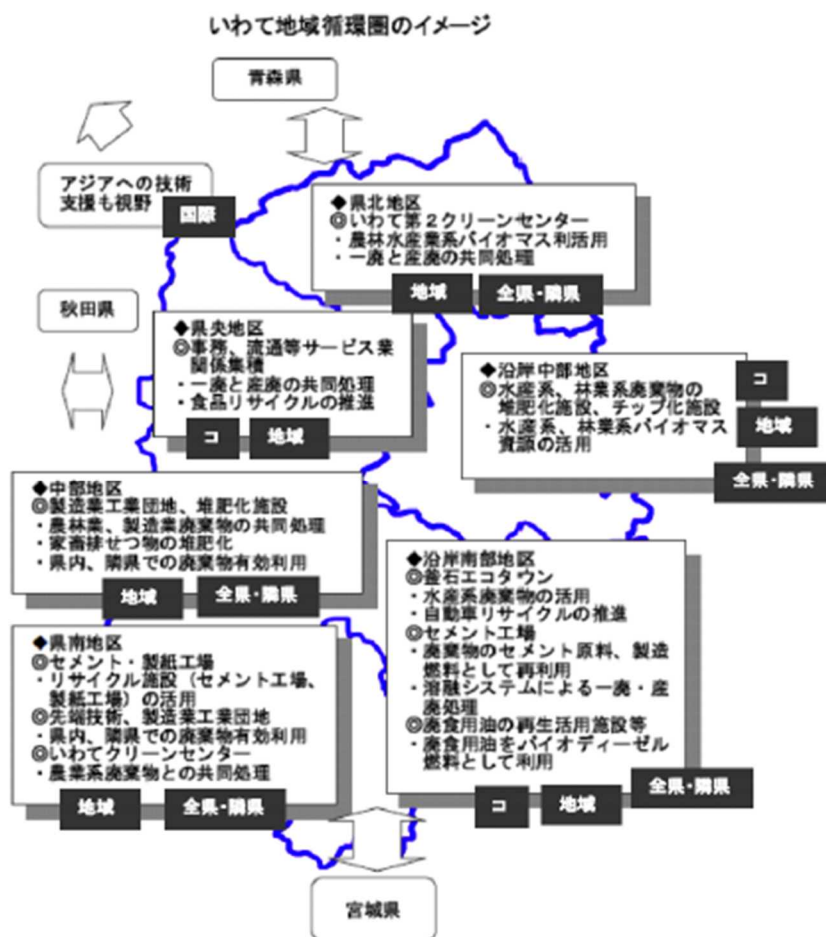 いわて地域循環圏のイメージ
青森県
アジアへの技術
支援も視野
国際
◆県北地区
◎いわて第2クリーンセンター
・農林水産業系バイオマス利活用
・一廃と産廃の共同処理
地域
全県・隣県
秋田県
◆県央地区
◎事務、流通等サービス業
関係集積
・一廃と産廃の共同処理
・食品リサイクルの推進
コ
地域
◆沿岸中部地区
◎水産系、林業系廃棄物の
堆肥化施設、チップ化施設
・水産系、林業系バイオマス
資源の活用
コ
地域
全県・隣県
◆中部地区
◎製造業工業団地、堆肥化施設
・農林業、製造業廃棄物の共同処理
・家畜排せつ物の堆肥化
・県内、隣県での廃棄物有効利用
地域
全県・隣県
◆沿岸南部地区
◎釜石エコタウン
・水産系廃棄物の活用
・自動車リサイクルの推進
◎セメント工場
・廃棄物のセメント原料、製造
燃料として再利用
・溶融システムによる一廃・産
廃処理
◎廃食用油の再生活用施設等
・廃食用油をバイオディーゼル
燃料として利用
コ
地域
全県・隣県
◆県南地区
◎セメント・製紙工場
・リサイクル施設（セメント工場、
製紙工場）の活用
◎先端技術、製造業工業団地
・県内、隣県での廃棄物有効利用
◎いわてクリーンセンター
・農業系廃棄物との共同処理
地域
全県・隣県
宮城県